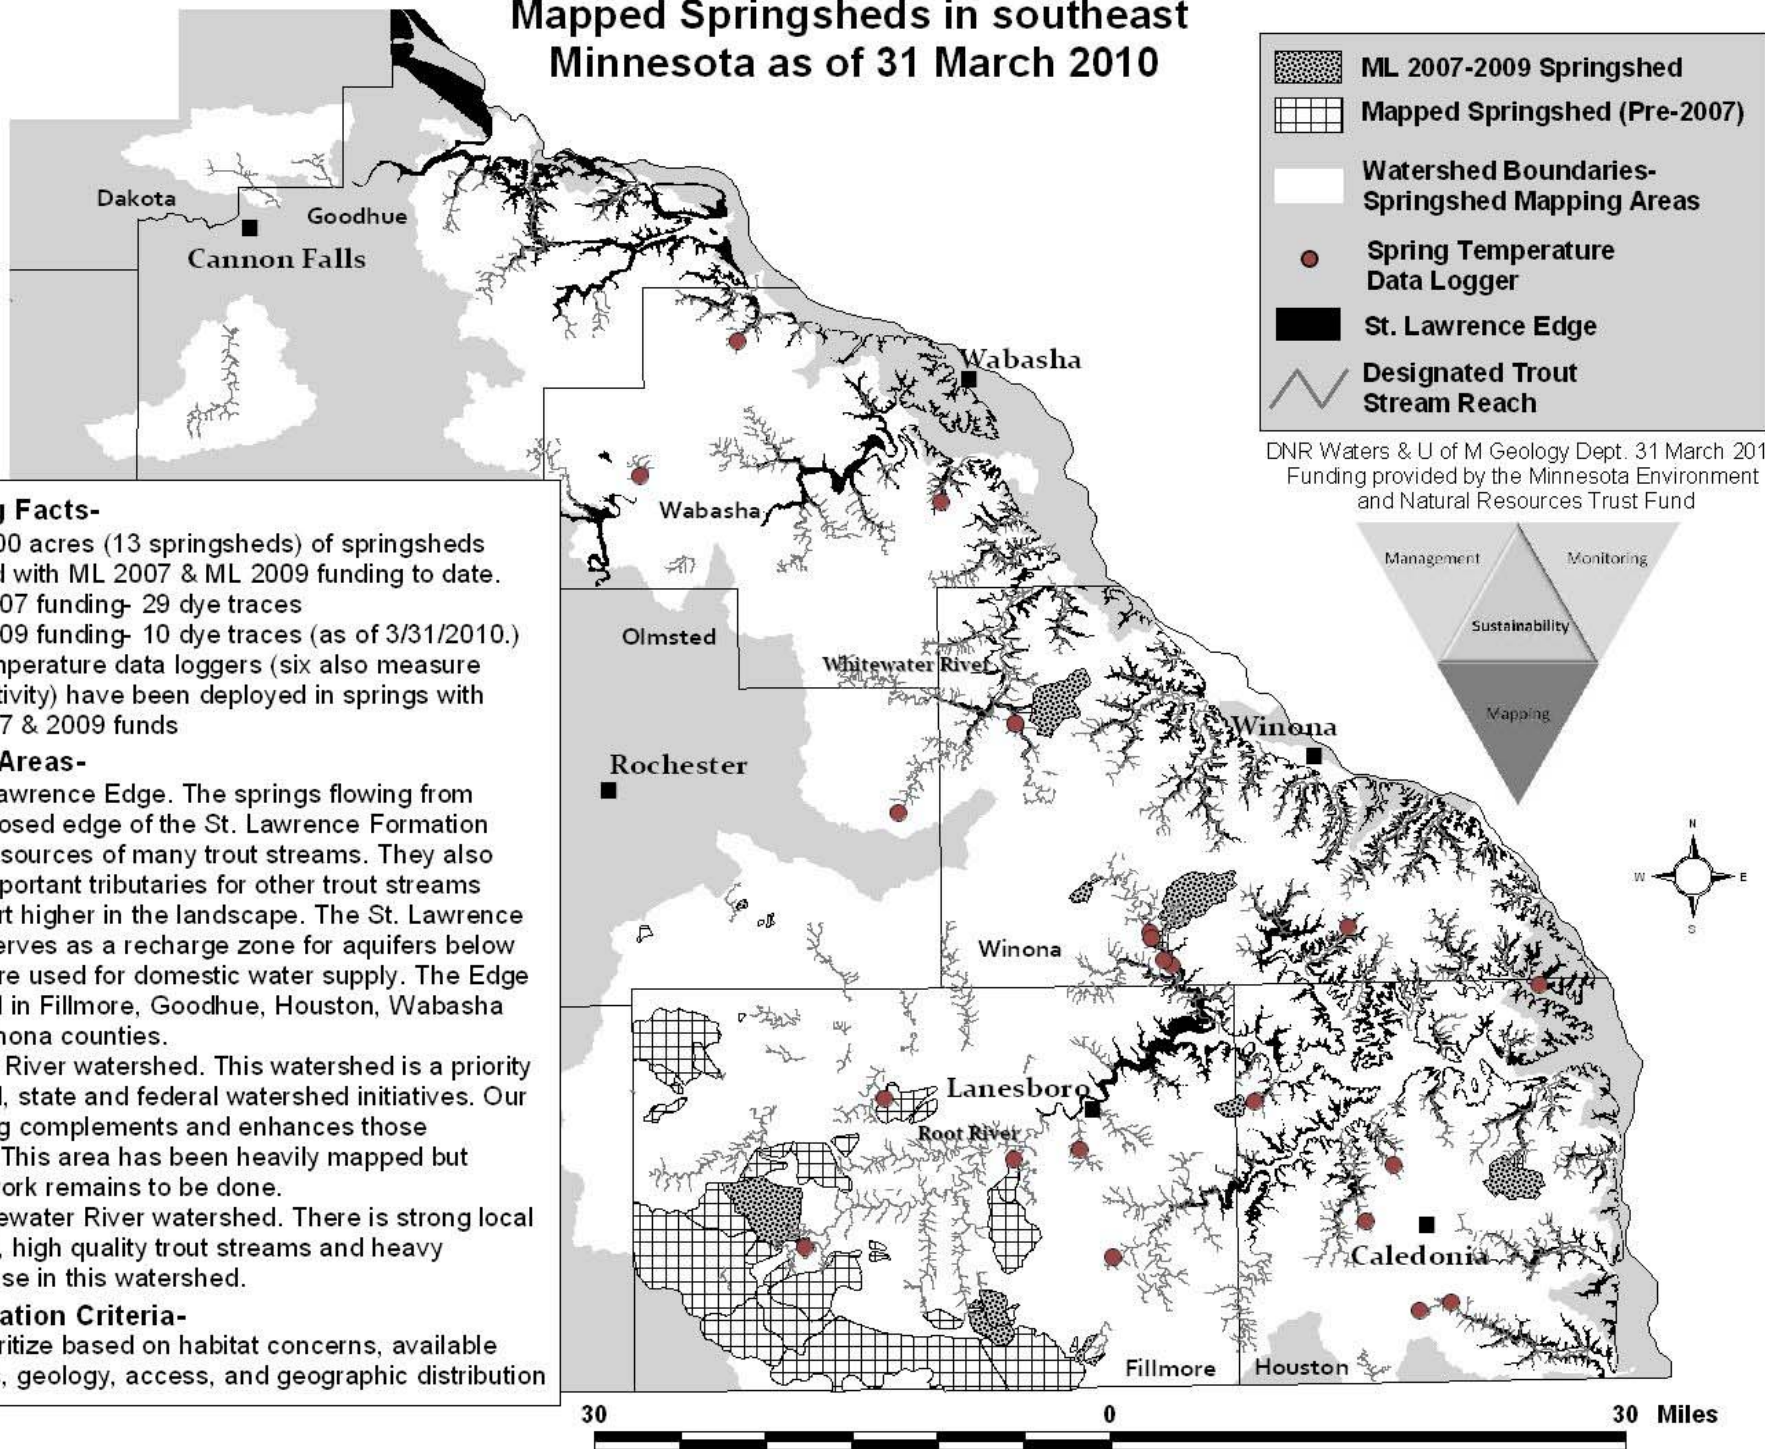 Mapped Springsheds in southeast
Minnesota as of 31 March 2010
ML 2007-2009 Springshed
Mapped Springshed (Pre-2007)
Watershed Boundaries-
Springshed Mapping Areas
Spring Temperature
Data Logger
St. Lawrence Edge
Designated Trout
Stream Reach
DNR Waters & U of M Geology Dept. 31 March 201
Funding provided by the Minnesota Environment
and Natural Resources Trust Fund
Management
Monitoring
Sustainability
Mapping
N
W E
S
Dakota
Goodhue
Cannon Falls
Wabasha
Wabasha
Olmsted
Whitewater River
Rochester
Winona
Winona
Lanesboro
Root River
Caledonia
Fillmore
Houston
g Facts-
00 acres (13 springsheds) of springsheds
d with ML 2007 & ML 2009 funding to date.
07 funding- 29 dye traces
09 funding- 10 dye traces (as of 3/31/2010.)
mperature data loggers (six also measure
tivity) have been deployed in springs with
7 & 2009 funds
Areas-
awrence Edge. The springs flowing from
osed edge of the St. Lawrence Formation
sources of many trout streams. They also
portant tributaries for other trout streams
rt higher in the landscape. The St. Lawrence
erves as a recharge zone for aquifers below
re used for domestic water supply. The Edge
d in Fillmore, Goodhue, Houston, Wabasha
nona counties.
River watershed. This watershed is a priority
l, state and federal watershed initiatives. Our
g complements and enhances those
This area has been heavily mapped but
work remains to be done.
ewater River watershed. There is strong local
, high quality trout streams and heavy
se in this watershed.
ation Criteria-
ritize based on habitat concerns, available
s, geology, access, and geographic distribution
30 0 30 Miles